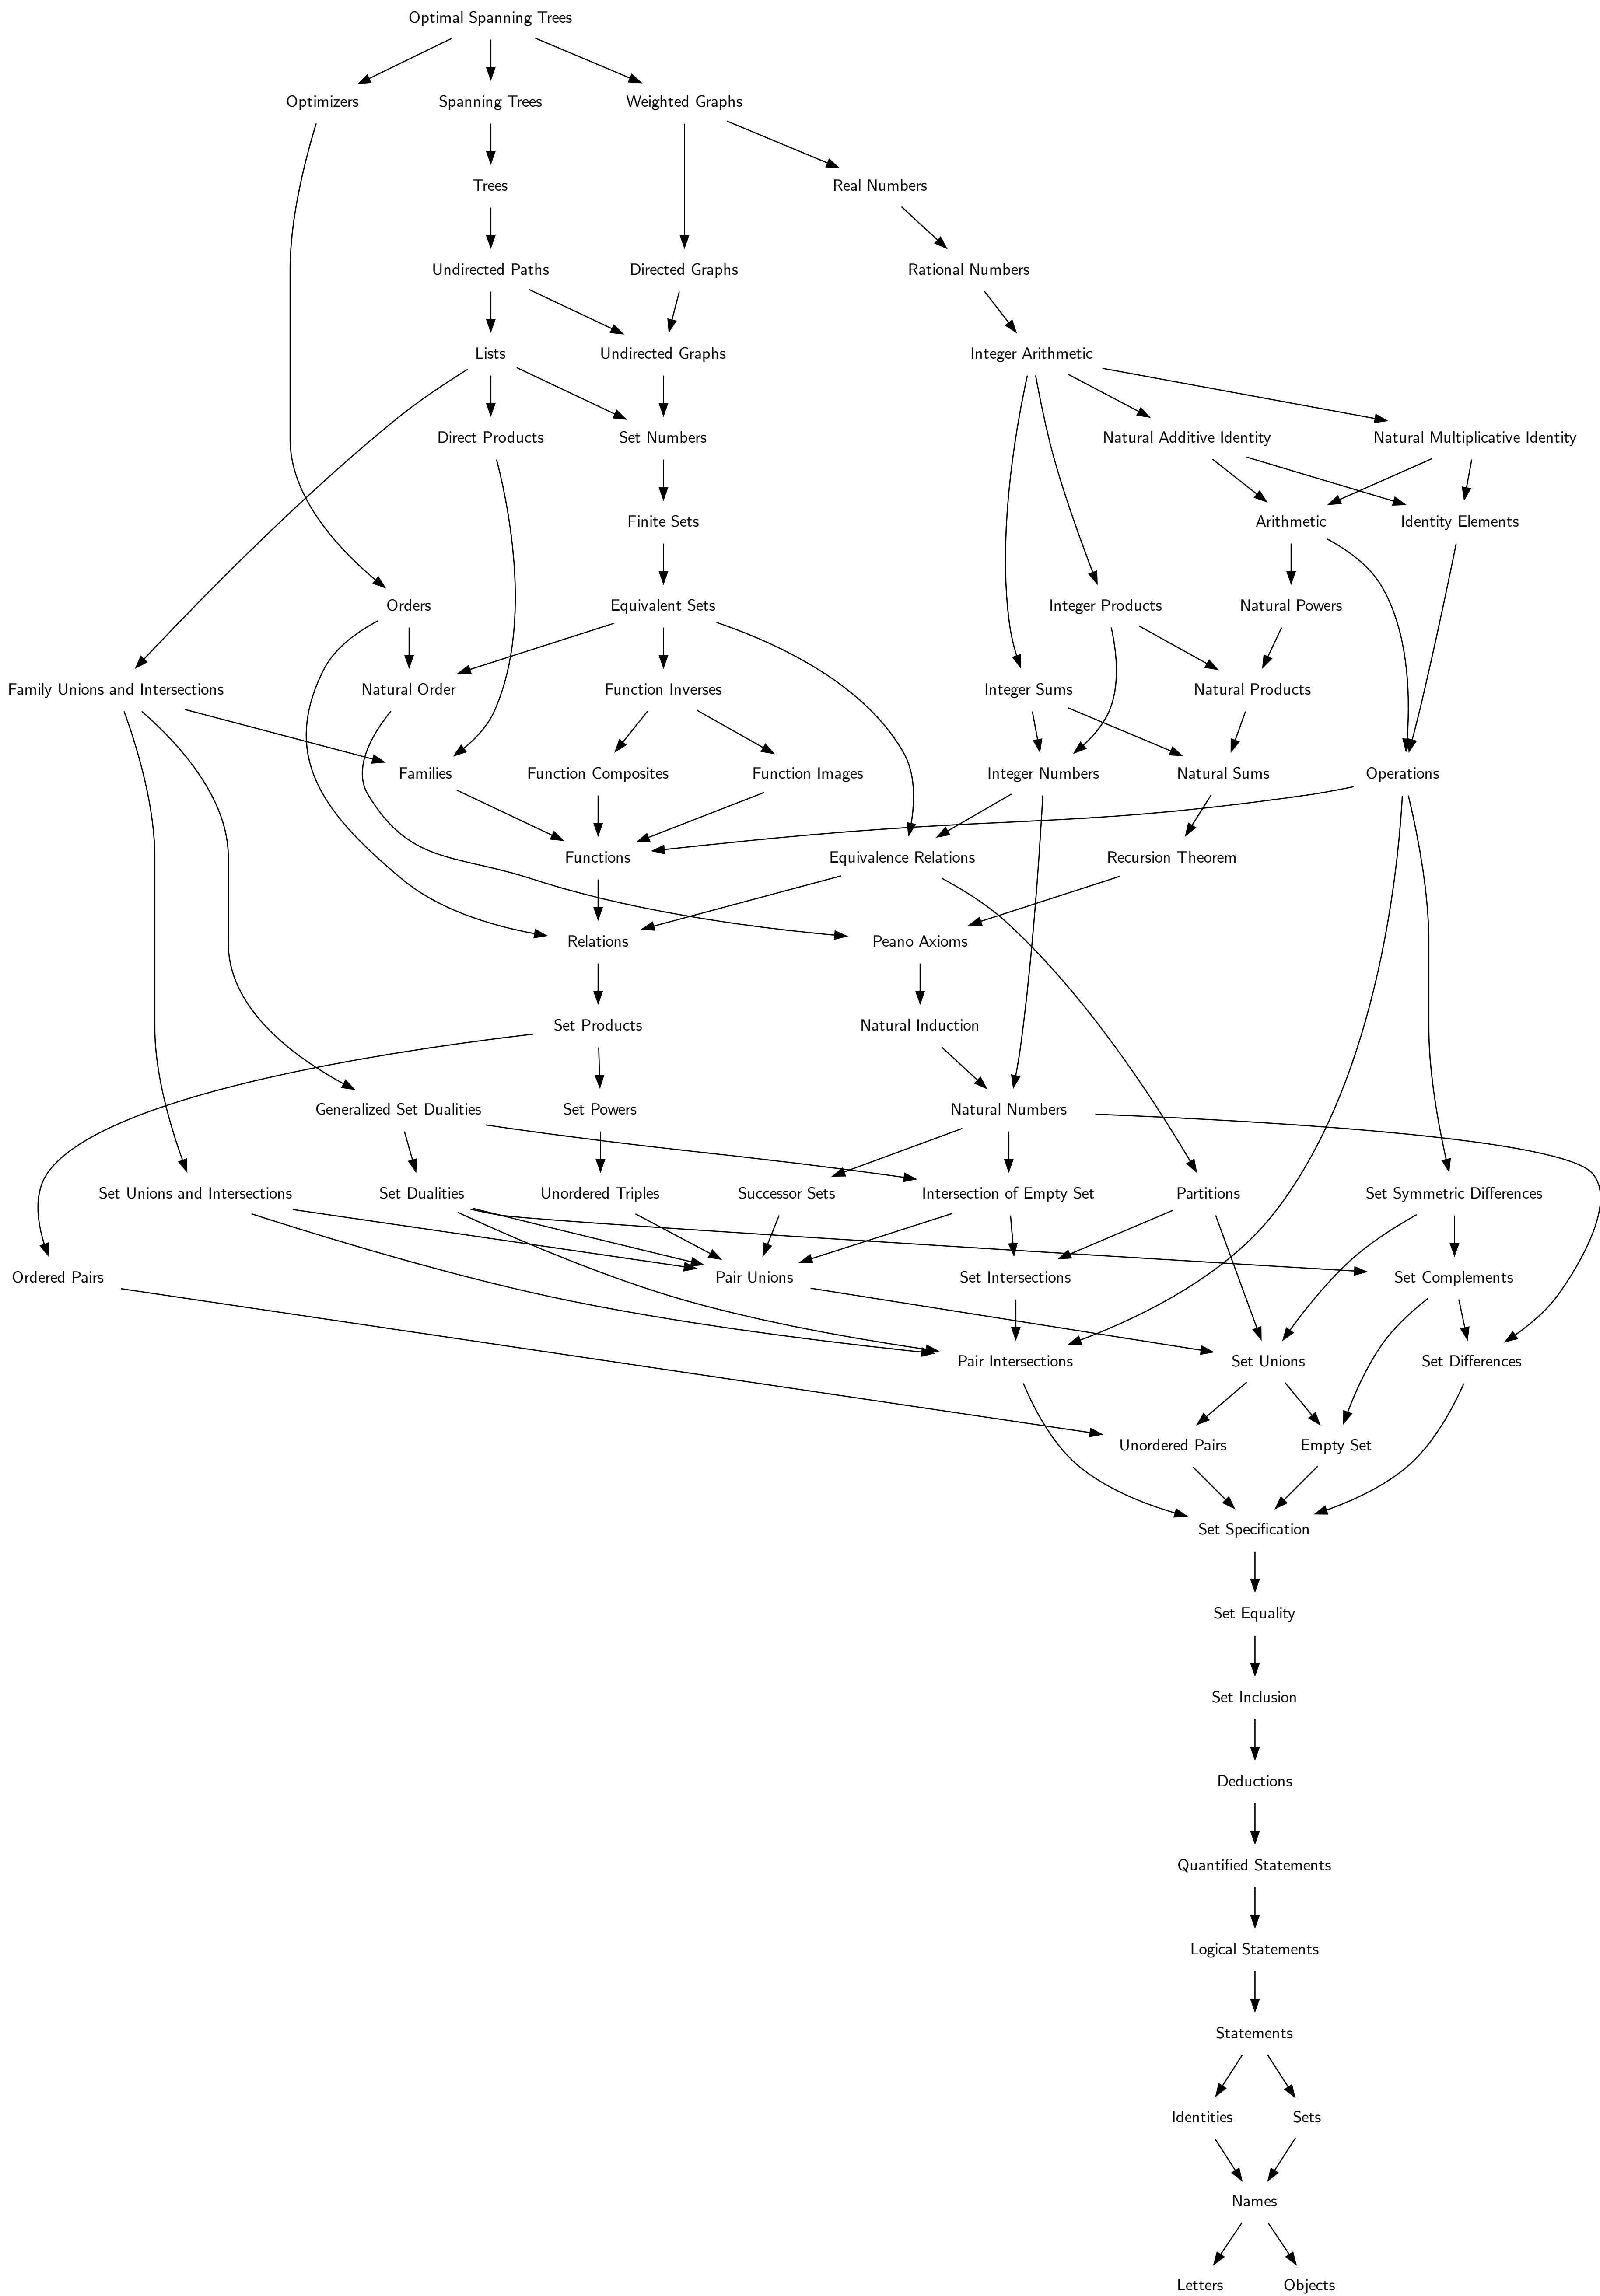 Optimal Spanning Trees
Optimizers
Spanning Trees
Weighted Graphs
Trees
Real Numbers
Undirected Paths
Directed Graphs
Rational Numbers
Lists
Undirected Graphs
Integer Arithmetic
Direct Products
Set Numbers
Natural Additive Identity
Natural Multiplicative Identity
Finite Sets
Arithmetic
Identity Elements
Orders
Equivalent Sets
Integer Products
Natural Powers
Family Unions and Intersections
Natural Order
Function Inverses
Integer Sums
Natural Products
Families
Function Composites
Function Images
Integer Numbers
Natural Sums
Operations
Functions
Equivalence Relations
Recursion Theorem
Relations
Peano Axioms
Set Products
Natural Induction
Generalized Set Dualities
Set Powers
Natural Numbers
Set Unions and Intersections
Set Dualities
Unordered Triples
Successor Sets
Intersection of Empty Set
Partitions
Set Symmetric Differences
Ordered Pairs
Pair Unions
Set Intersections
Set Complements
Pair Intersections
Set Unions
Set Differences
Unordered Pairs
Empty Set
Set Specification
Set Equality
Set Inclusion
Deductions
Quantified Statements
Logical Statements
Statements
Identities
Sets
Names
Letters
Objects